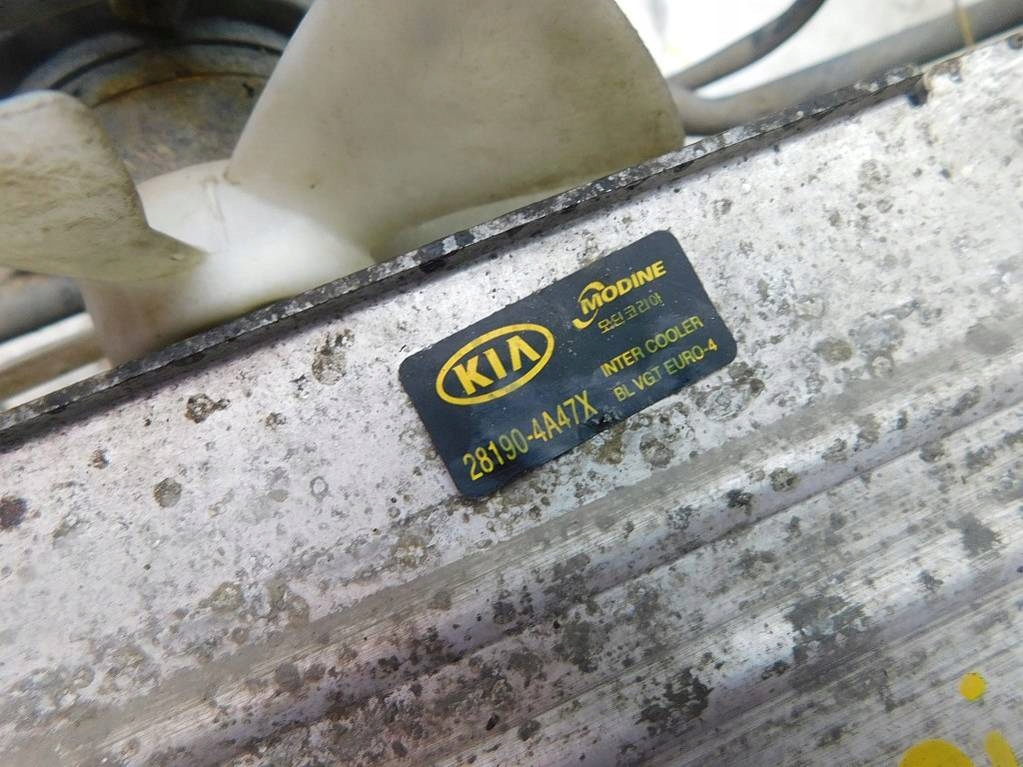 KIA
MODINE
모딘코리아
28190-4A47X
INTER COOLER
BL VGT EURO-4